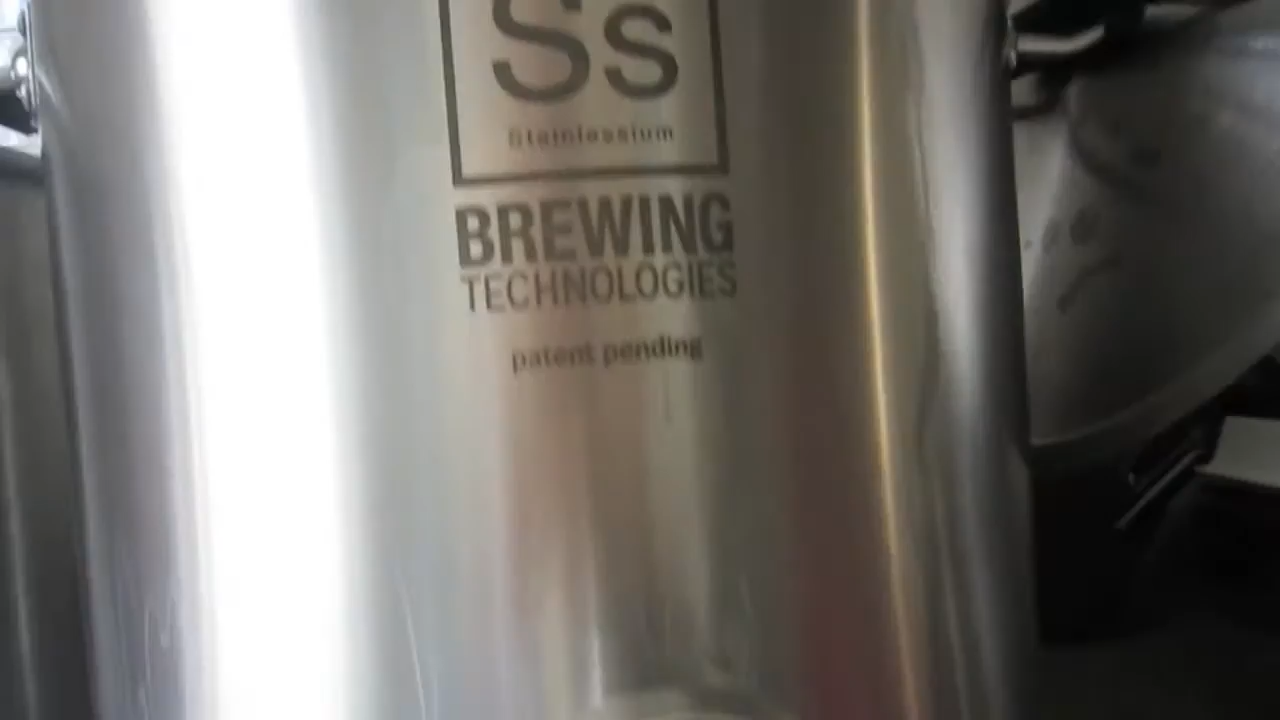 Ss
Stainlessium
BREWING
TECHNOLOGIES
patent pending